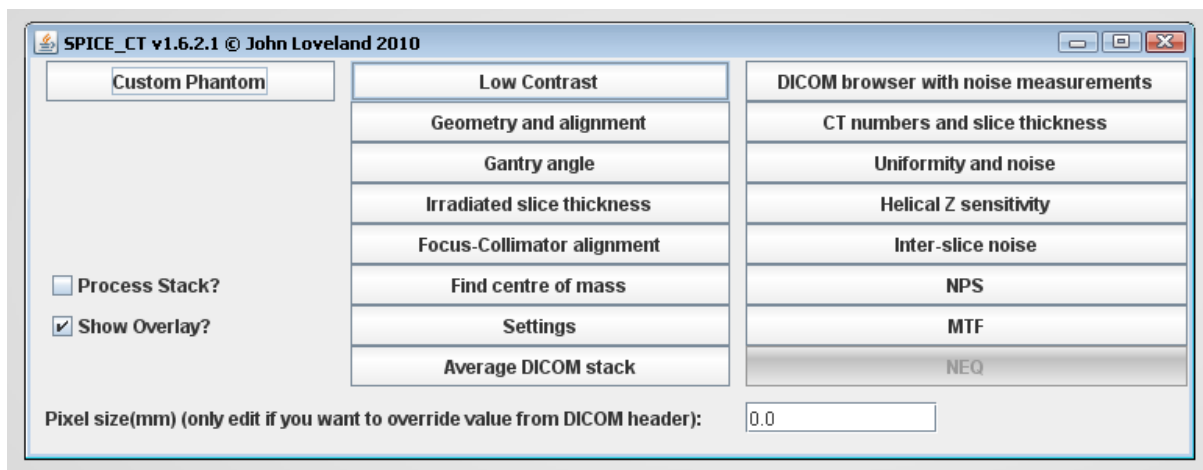 SPICE_CT v1.6.2.1 © John Loveland 2010
Custom Phantom Low Contrast DICOM browser with noise measurements
Geometry and alignment CT numbers and slice thickness
Gantry angle Uniformity and noise
Irradiated slice thickness Helical Z sensitivity
Focus-Collimator alignment Inter-slice noise
Process Stack? Find centre of mass NPS
Show Overlay? Settings MTF
Average DICOM stack NEQ
Pixel size(mm) (only edit if you want to override value from DICOM header): 0.0